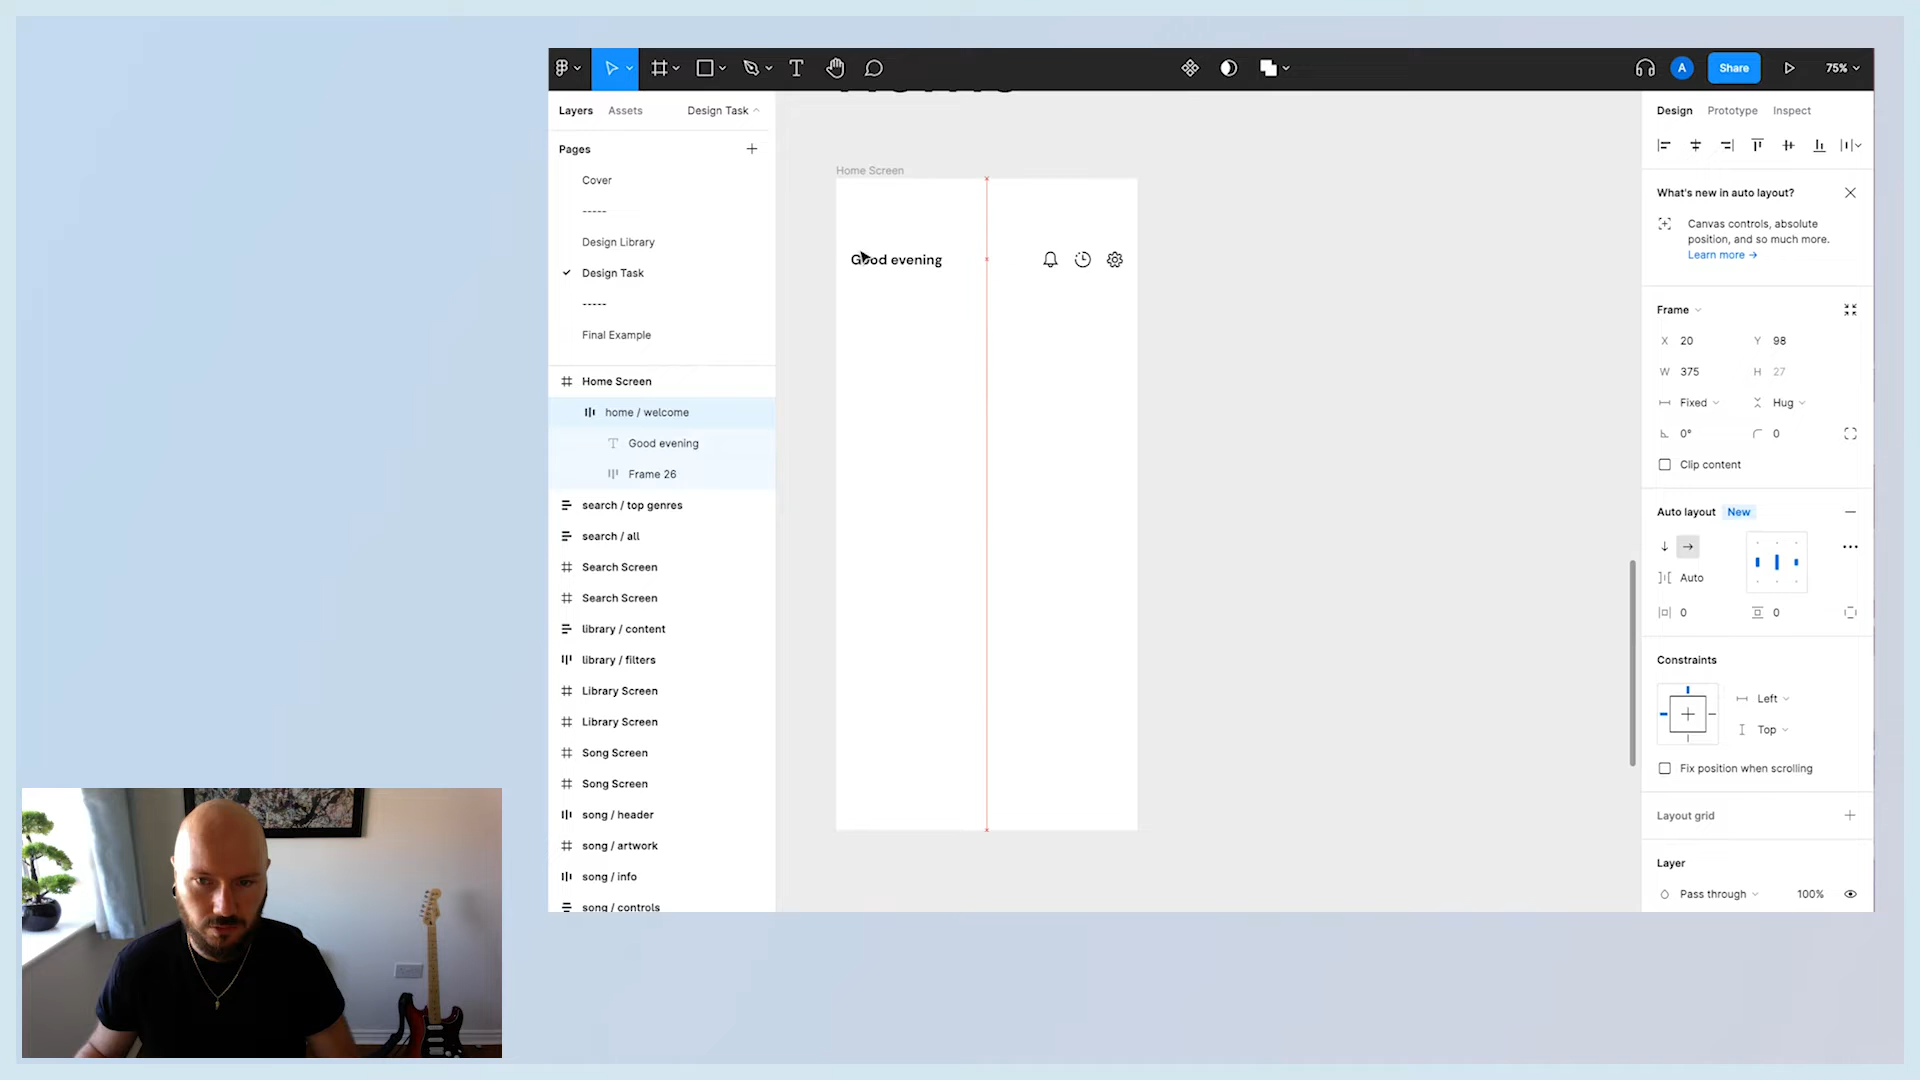 A
Share
75%
Layers
Assets
Design Task
Pages
Cover
-----
Design Library
Design Task
-----
Final Example
Home Screen
home / welcome
Good evening
Frame 26
search / top genres
search / all
Search Screen
Search Screen
library / content
library / filters
Library Screen
Library Screen
Song Screen
Song Screen
song / header
song / artwork
song / info
song / controls
Home Screen
Good evening
Design
Prototype
Inspect
What's new in auto layout?
Canvas controls, absolute
position, and so much more.
Learn more →
Frame
X 20 Y 98
W 375 H 27
Fixed Hug
0° 0
Clip content
Auto layout New
Auto
0 0
Constraints
Left
Top
Fix position when scrolling
Layout grid
Layer
Pass through 100%